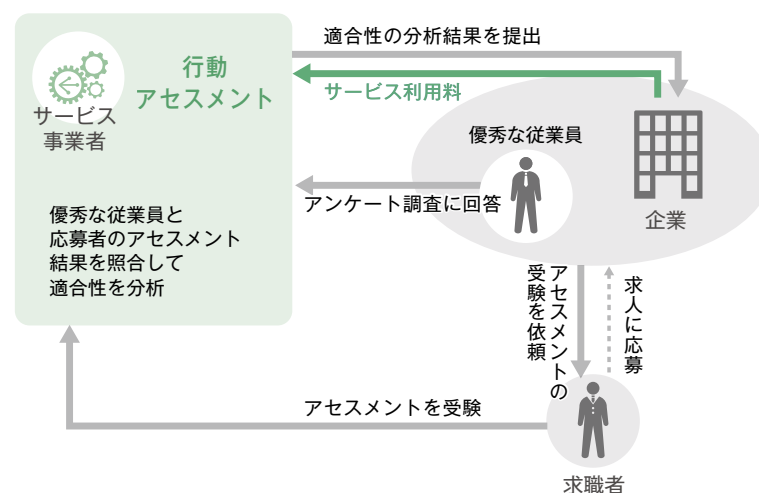 適合性の分析結果を提出
行動
アセスメント
サービス利用料
サービス
事業者
優秀な従業員
アンケート調査に回答
企業
優秀な従業員と
応募者のアセスメント
結果を照合して
適合性を分析
アセスメントの
受験を依頼
求人に応募
アセスメントを受験
求職者